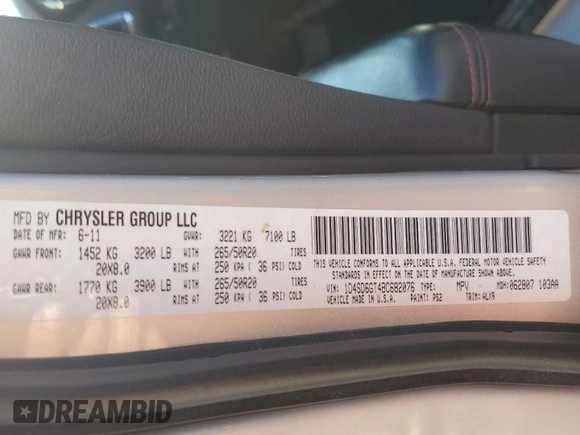 MFD BY CHRYSLER GROUP LLC
DATE OF MFR: 6-11 GVWR: 3221 KG 7100 LB
GAWR FRONT: 1452 KG 3200 LB WITH 265/50R20 TIRES
20X8.0 RIMS AT 250 KPA ( 36 PSI) COLD
GAWR REAR: 1770 KG 3900 LB WITH 265/50R20 TIRES
20X8.0 RIMS AT 250 KPA ( 36 PSI) COLD
THIS VEHICLE CONFORMS TO ALL APPLICABLE U.S.A. FEDERAL MOTOR VEHICLE SAFETY
STANDARDS IN EFFECT ON THE DATE OF MANUFACTURE SHOWN ABOVE.
VIN: 1D4SD6GT4BC682076 TYPE: MPV MDH: 062807 103AA
VEHICLE MADE IN U.S.A. PAINT: PS2 TRIM: ALX9
DREAMBID